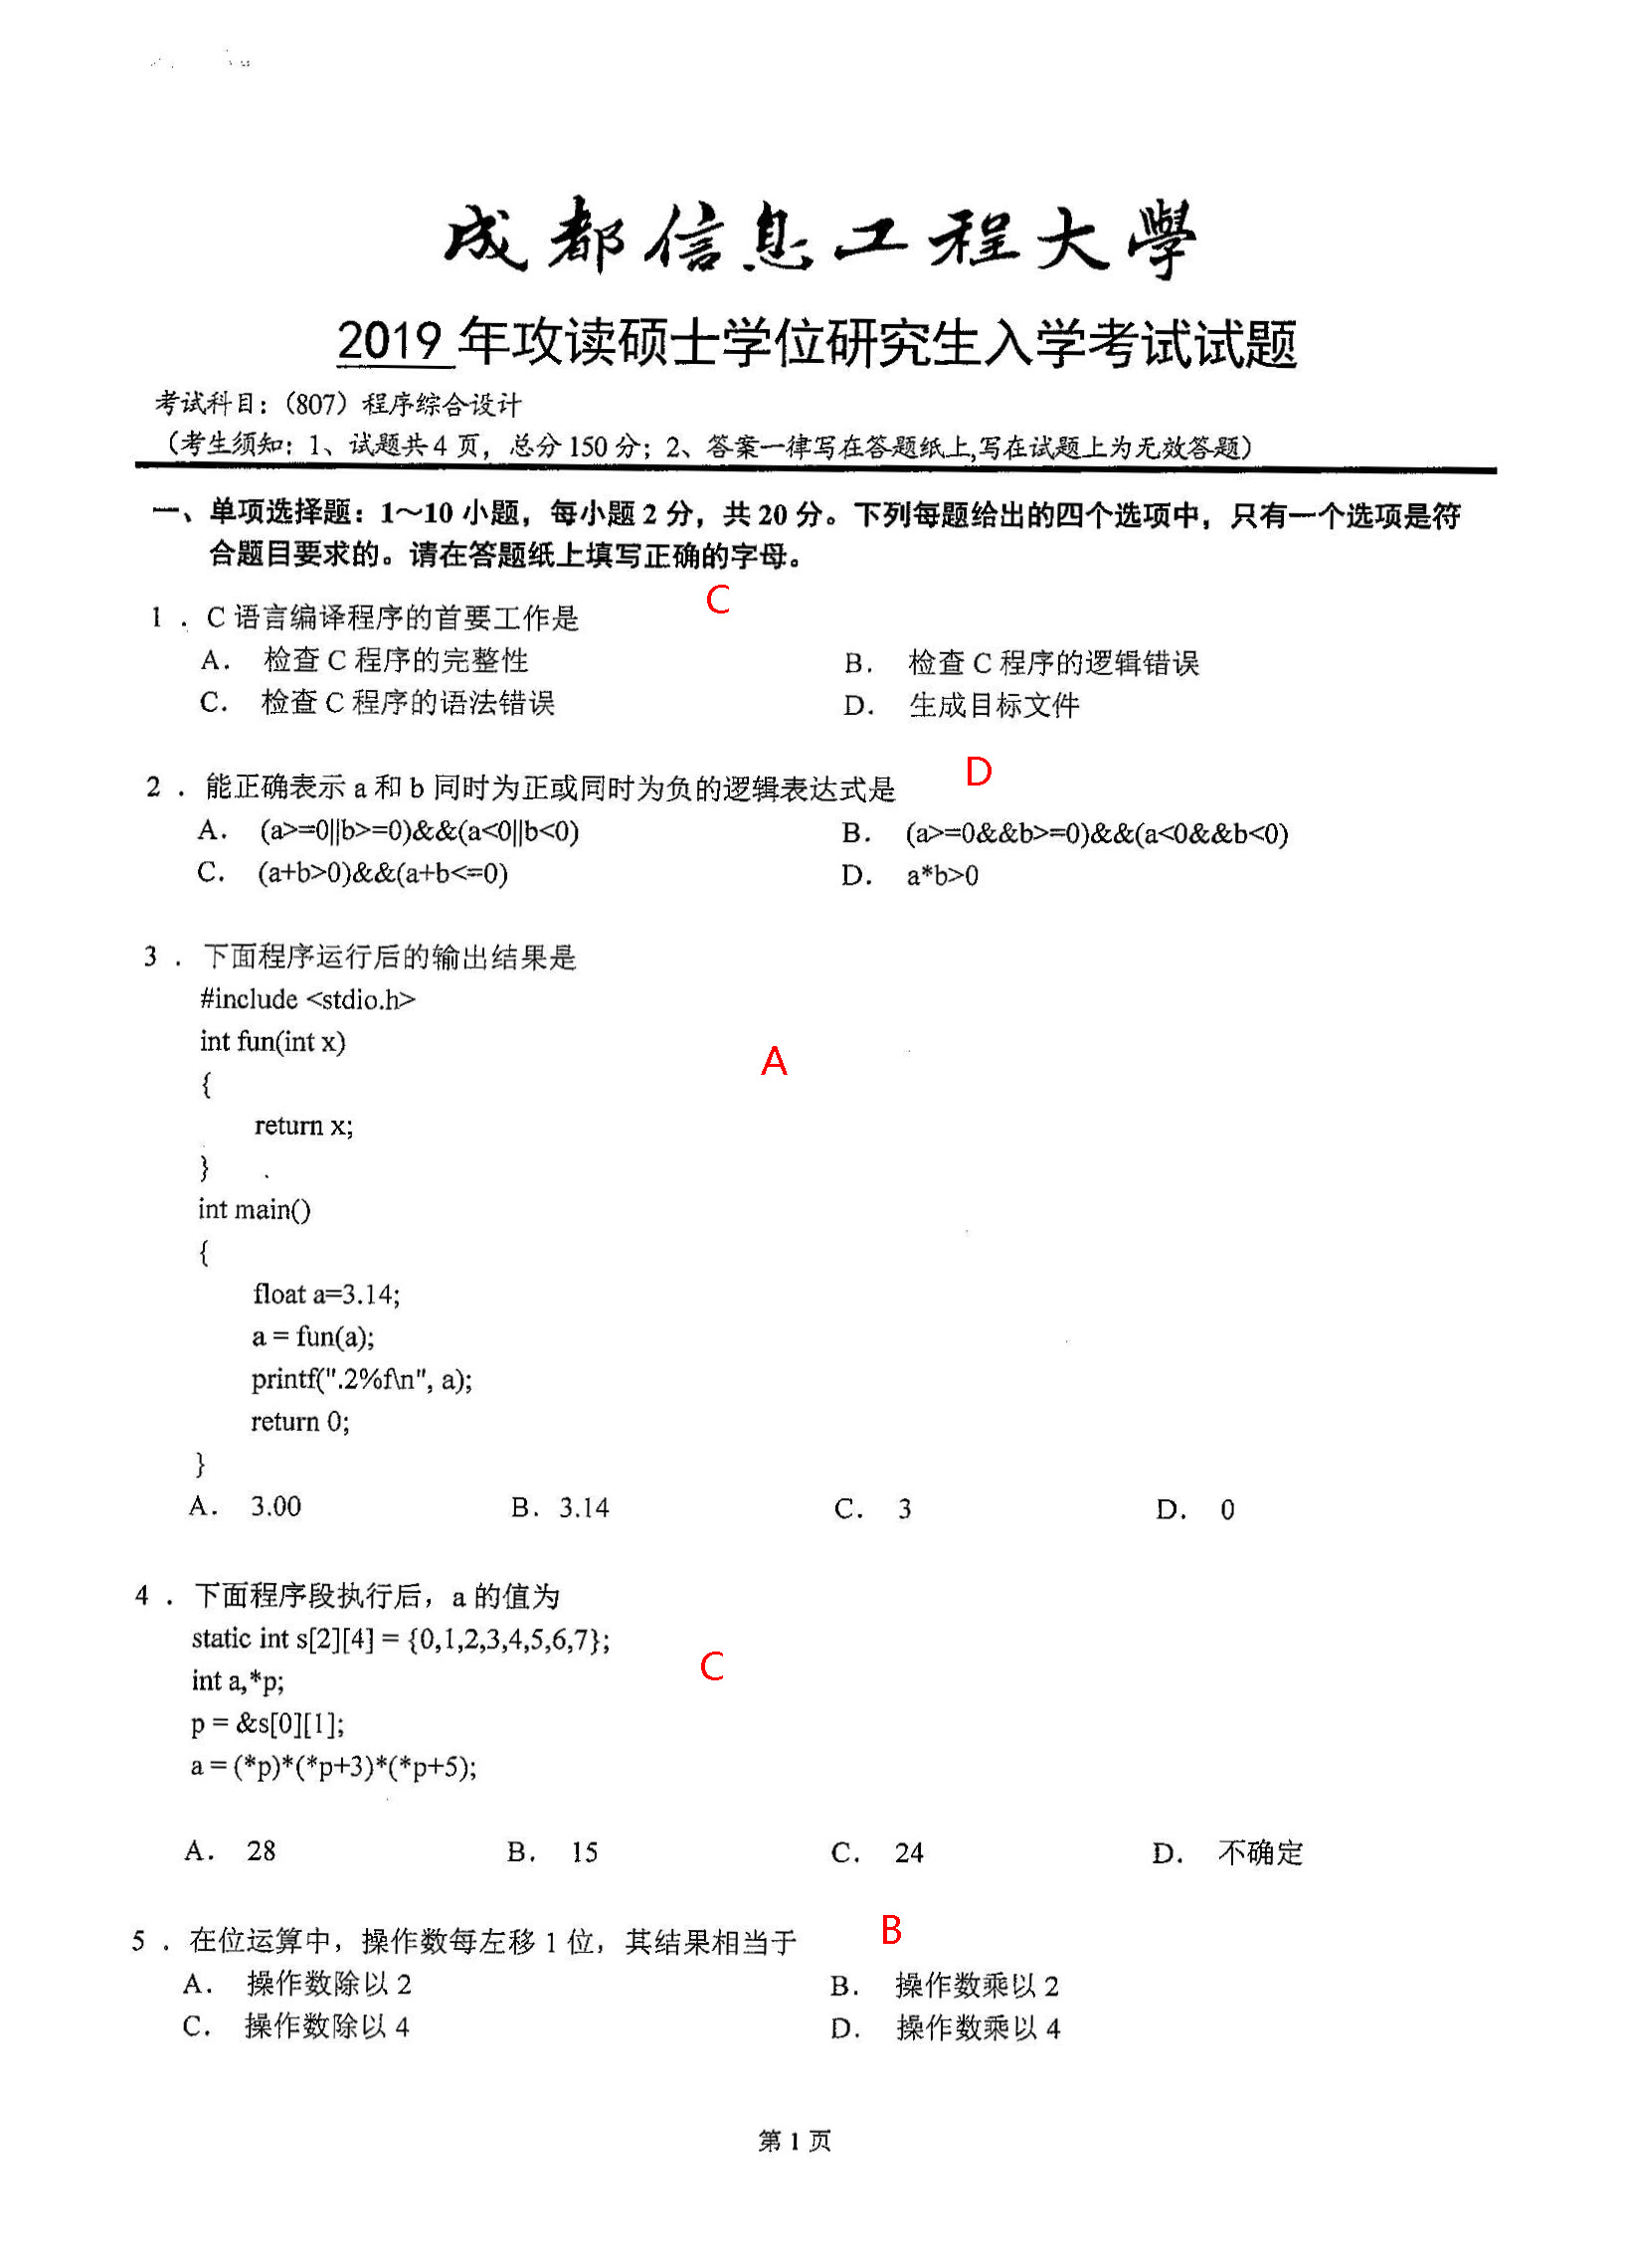 成都信息工程大學
2019 年攻读硕士学位研究生入学考试试题
考试科目:（807）程序综合设计
（考生须知: 1、试题共 4 页, 总分 150 分; 2、答案一律写在答题纸上,写在试题上为无效答题）
一、单项选择题: 1～10 小题, 每小题 2 分, 共 20 分。下列每题给出的四个选项中, 只有一个选项是符
合题目要求的。请在答题纸上填写正确的字母。
1 . C 语言编译程序的首要工作是 C
A. 检查 C 程序的完整性 B. 检查 C 程序的逻辑错误
C. 检查 C 程序的语法错误 D. 生成目标文件
2 . 能正确表示 a 和 b 同时为正或同时为负的逻辑表达式是 D
A. (a>=0||b>=0)&&(a<0||b<0) B. (a>=0&&b>=0)&&(a<0&&b<0)
C. (a+b>0)&&(a+b<=0) D. a*b>0
3 . 下面程序运行后的输出结果是
#include <stdio.h>
int fun(int x)
A
{
return x;
}
int main()
{
float a=3.14;
a = fun(a);
printf(".2%f\n", a);
return 0;
}
A. 3.00 B. 3.14 C. 3 D. 0
4 . 下面程序段执行后, a 的值为
static int s[2][4] = {0,1,2,3,4,5,6,7};
C
int a,*p;
p = &s[0][1];
a = (*p)*(*p+3)*(*p+5);
A. 28 B. 15 C. 24 D. 不确定
5 . 在位运算中, 操作数每左移 1 位, 其结果相当于 B
A. 操作数除以 2 B. 操作数乘以 2
C. 操作数除以 4 D. 操作数乘以 4
第 1 页